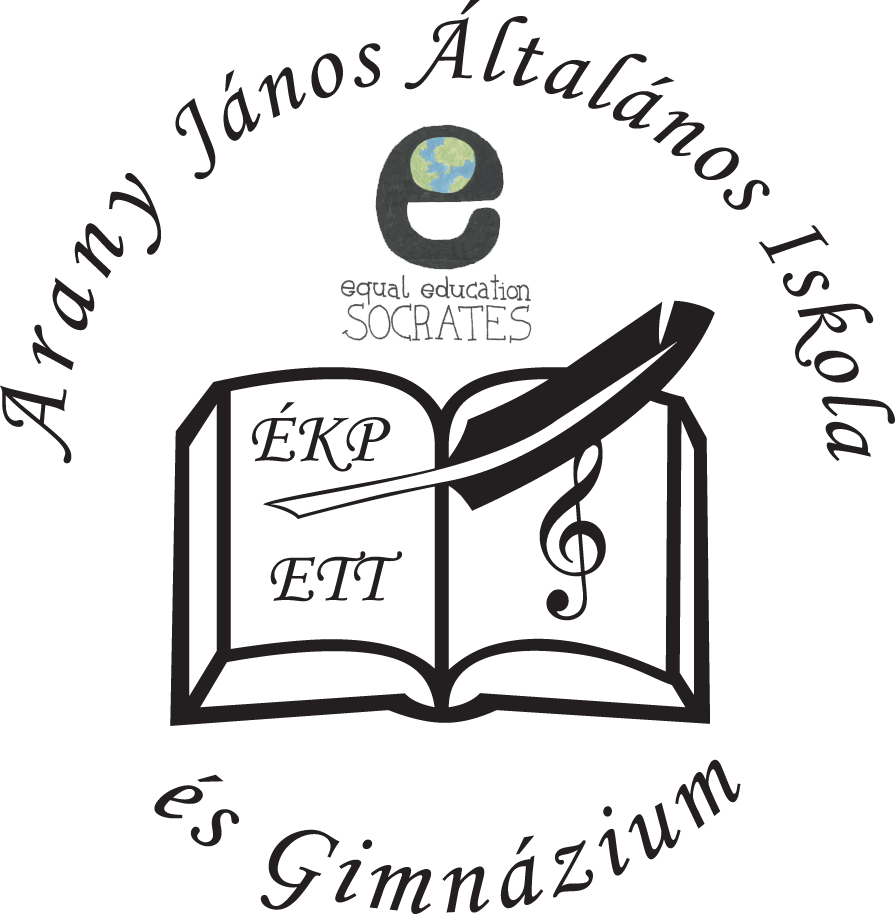 Arany János Általános Iskola
e
equal education
SOCRATES
ÉKP
ETT
és Gimnázium